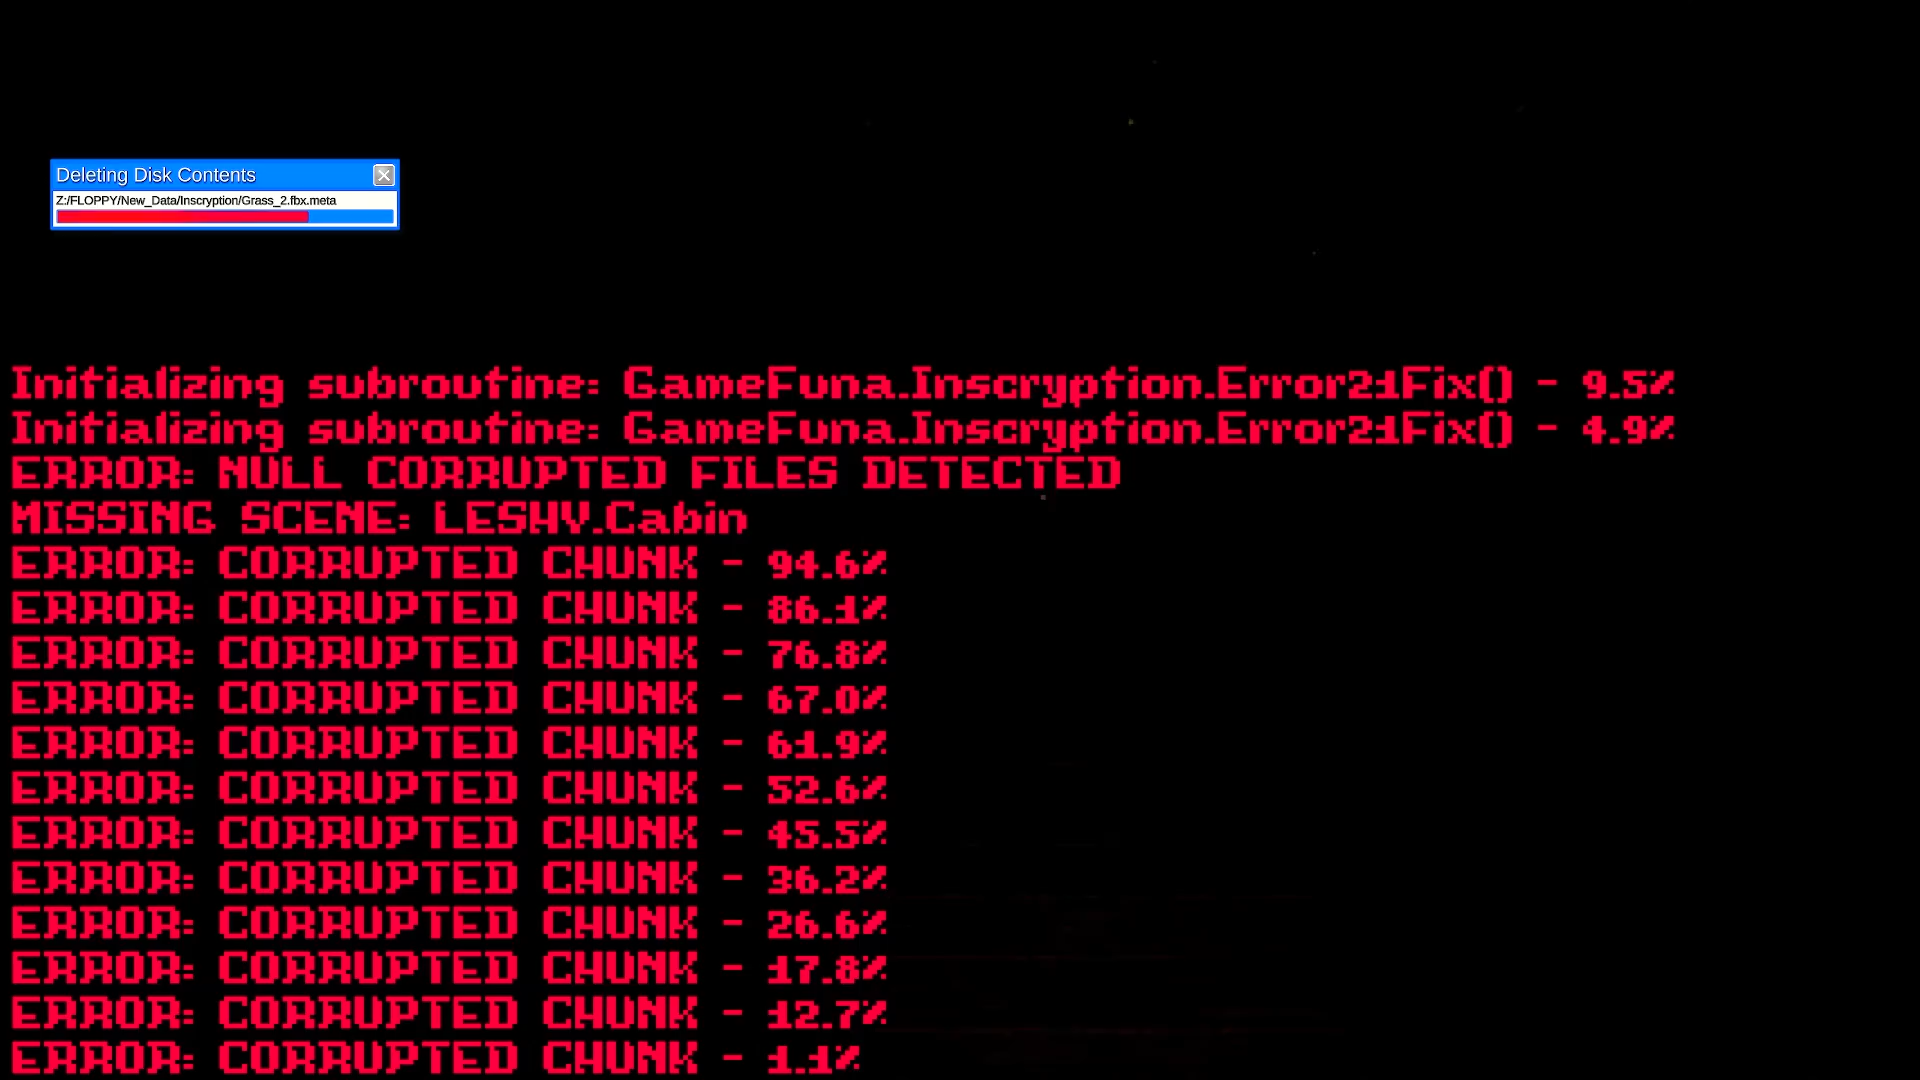 Deleting Disk Contents
Z:/FLOPPY/New_Data/Inscryption/Grass_2.fbx.meta
Initializing subroutine: GameFuna.Inscryption.Error21Fix() - 9.5%
Initializing subroutine: GameFuna.Inscryption.Error21Fix() - 4.9%
ERROR: NULL CORRUPTED FILES DETECTED
MISSING SCENE: LESHY.Cabin
ERROR: CORRUPTED CHUNK - 94.6%
ERROR: CORRUPTED CHUNK - 86.1%
ERROR: CORRUPTED CHUNK - 76.8%
ERROR: CORRUPTED CHUNK - 67.0%
ERROR: CORRUPTED CHUNK - 61.9%
ERROR: CORRUPTED CHUNK - 52.6%
ERROR: CORRUPTED CHUNK - 45.5%
ERROR: CORRUPTED CHUNK - 36.2%
ERROR: CORRUPTED CHUNK - 26.6%
ERROR: CORRUPTED CHUNK - 17.8%
ERROR: CORRUPTED CHUNK - 12.7%
ERROR: CORRUPTED CHUNK - 1.1%